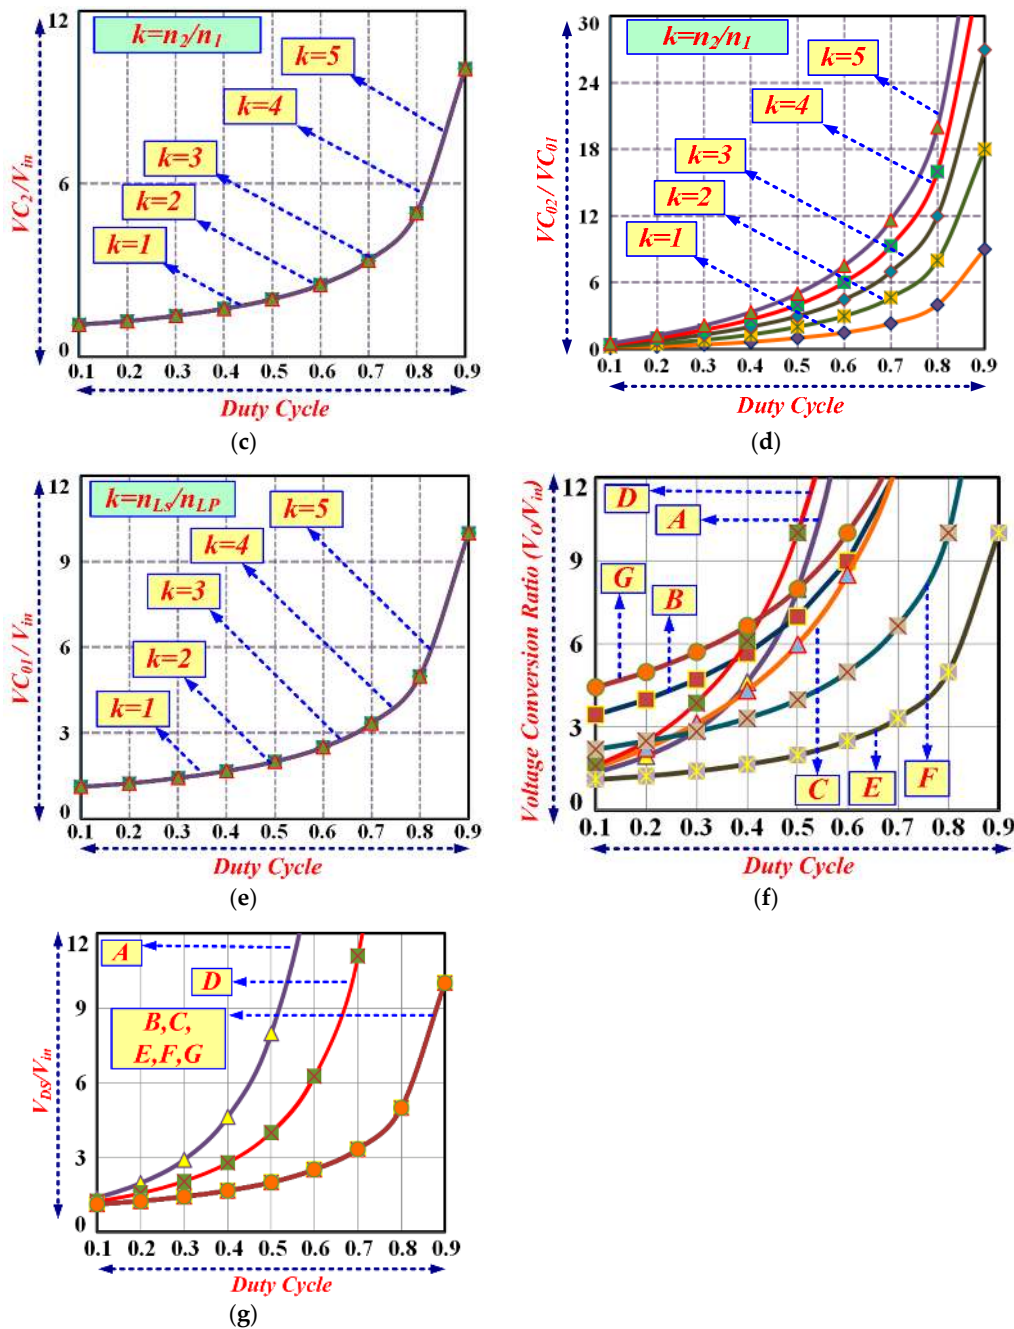 12
k=n2/n1
k=5
k=4
k=3
k=2
k=1
6
0
VC2/Vin
0.1 0.2 0.3 0.4 0.5 0.6 0.7 0.8 0.9
Duty Cycle
(c)
30
k=n2/n1
k=5
24
k=4
18
k=3
k=2
12
k=1
6
0
VC02 / VC01
0.1 0.2 0.3 0.4 0.5 0.6 0.7 0.8 0.9
Duty Cycle
(d)
12
k=nLs/nLP
k=5
9
k=4
k=3
6
k=2
k=1
3
0
VC01 / Vin
0.1 0.2 0.3 0.4 0.5 0.6 0.7 0.8 0.9
Duty Cycle
(e)
12
D
A
9
G
B
6
3
C E F
0
Voltage Conversion Ratio (VO/Vin)
0.1 0.2 0.3 0.4 0.5 0.6 0.7 0.8 0.9
Duty Cycle
(f)
12
A
D
9
B,C,
E,F,G
6
3
0
VDS/Vin
0.1 0.2 0.3 0.4 0.5 0.6 0.7 0.8 0.9
Duty Cycle
(g)